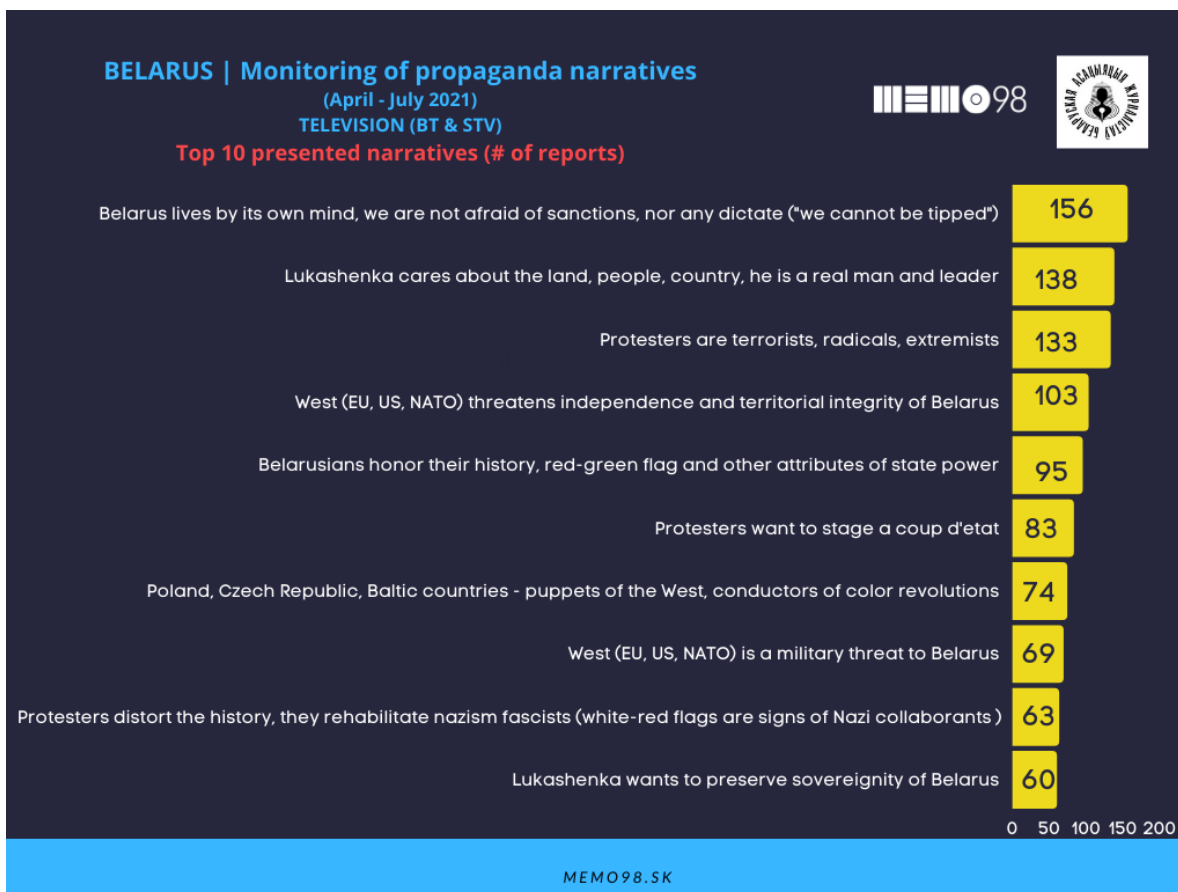 BELARUS | Monitoring of propaganda narratives
(April - July 2021)
TELEVISION (BT & STV)
Top 10 presented narratives (# of reports)
MEMO98
БЕЛАРУСКАЯ АСАЦЫЯЦЫЯ ЖУРНАЛІСТАЎ
Belarus lives by its own mind, we are not afraid of sanctions, nor any dictate ("we cannot be tipped") 156
Lukashenka cares about the land, people, country, he is a real man and leader 138
Protesters are terrorists, radicals, extremists 133
West (EU, US, NATO) threatens independence and territorial integrity of Belarus 103
Belarusians honor their history, red-green flag and other attributes of state power 95
Protesters want to stage a coup d'etat 83
Poland, Czech Republic, Baltic countries - puppets of the West, conductors of color revolutions 74
West (EU, US, NATO) is a military threat to Belarus 69
Protesters distort the history, they rehabilitate nazism fascists (white-red flags are signs of Nazi collaborants ) 63
Lukashenka wants to preserve sovereignity of Belarus 60
0 50 100 150 200
MEMO98.SK